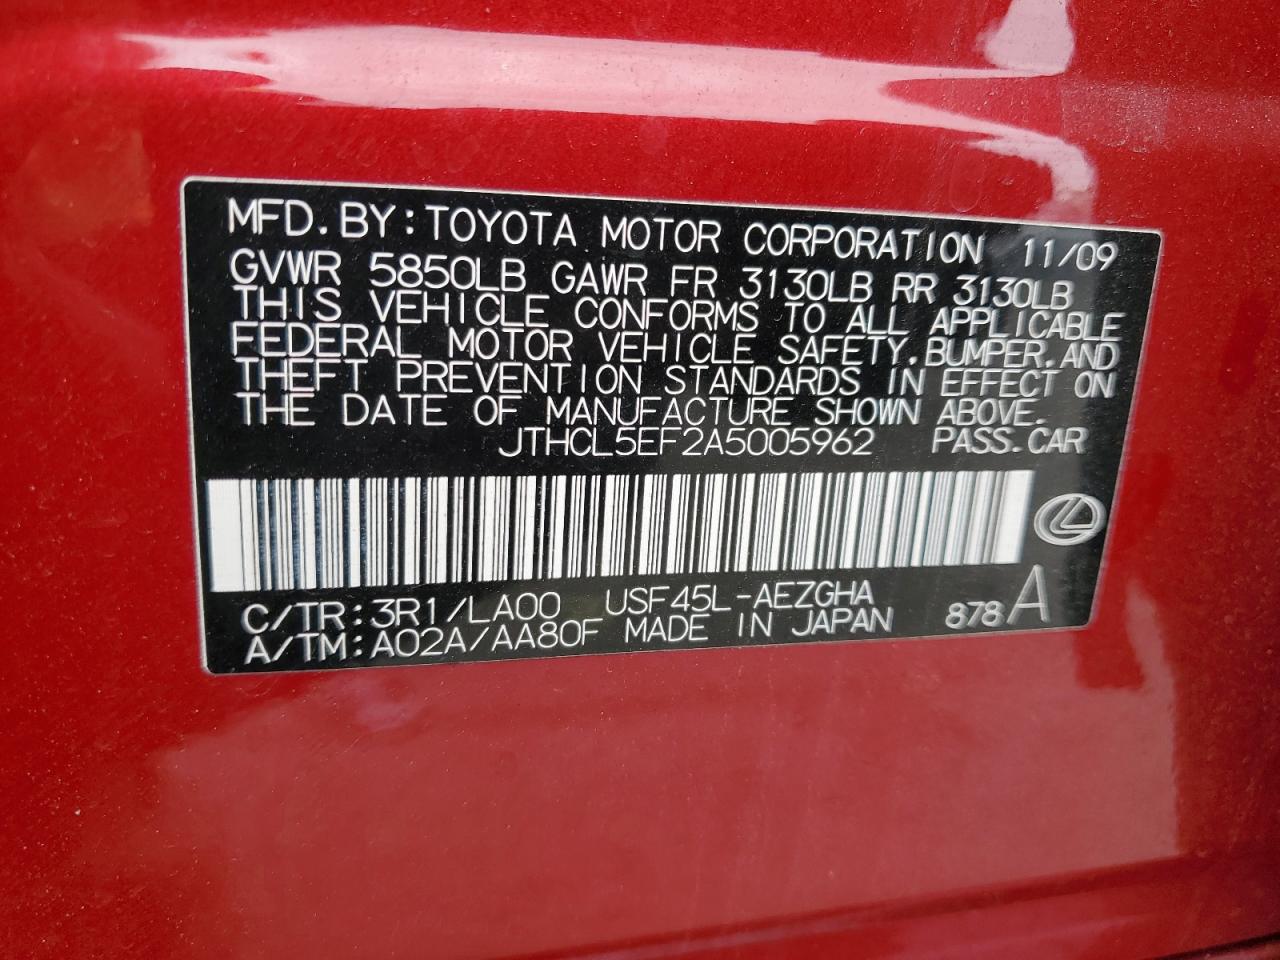 MFD. BY: TOYOTA MOTOR CORPORATION 11/09
GVWR 5850LB GAWR FR 3130LB RR 3130LB
THIS VEHICLE CONFORMS TO ALL APPLICABLE
FEDERAL MOTOR VEHICLE SAFETY, BUMPER, AND
THEFT PREVENTION STANDARDS IN EFFECT ON
THE DATE OF MANUFACTURE SHOWN ABOVE.
JTHCL5EF2A5005962 PASS. CAR
C/TR: 3R1/LA00 USF45L-AEZGHA
A/TM: A02A/AA80F MADE IN JAPAN 878 A